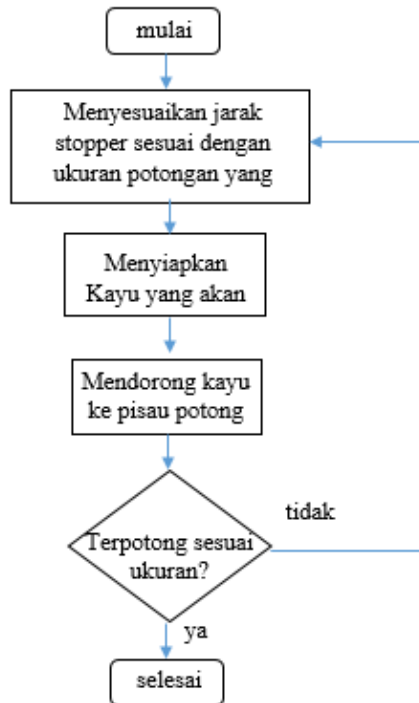 mulai
Menyesuaikan jarak
stopper sesuai dengan
ukuran potongan yang
Menyiapkan
Kayu yang akan
Mendorong kayu
ke pisau potong
Terpotong sesuai
ukuran?
tidak
ya
selesai